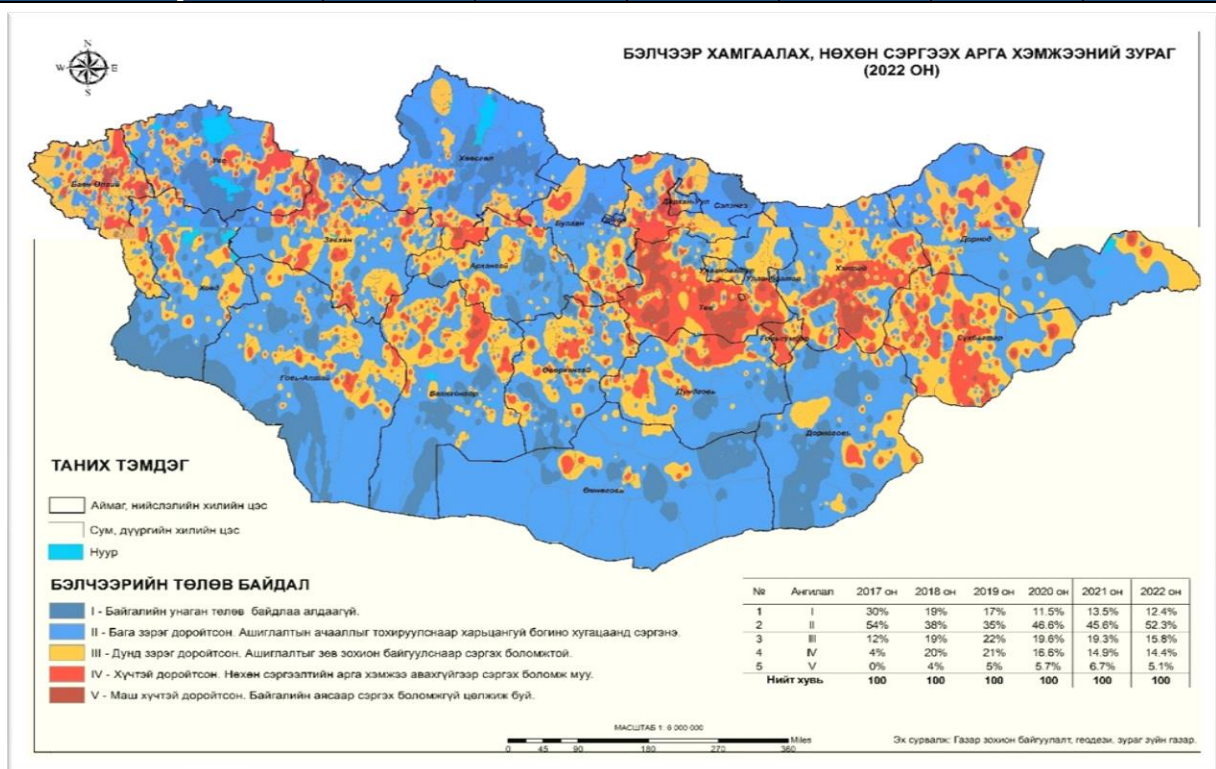 N
W E
S
БЭЛЧЭЭР ХАМГААЛАХ, НӨХӨН СЭРГЭЭХ АРГА ХЭМЖЭЭНИЙ ЗУРАГ
(2022 ОН)
Баян-Өлгий
Увс
Хөвсгөл
Завхан
Ховд
Архангай
Булган
Орхон
Дархан-Уул
Сэлэнгэ
Улаанбаатар
Улаанбаатар
Төв
Хэнтий
Дорнод
Сүхбаатар
Говьсүмбэр
Говь-Алтай
Баянхонгор
Өвөрхангай
Дундговь
Дорноговь
Өмнөговь
ТАНИХ ТЭМДЭГ
Аймаг, нийслэлийн хилийн цэс
Сум, дүүргийн хилийн цэс
Нуур
БЭЛЧЭЭРИЙН ТӨЛӨВ БАЙДАЛ
I - Байгалийн унаган төлөв байдлаа алдаагүй.
II - Бага зэрэг доройтсон. Ашиглалтын ачааллыг тохируулснаар харьцангуй богино хугацаанд сэргэнэ.
III - Дунд зэрэг доройтсон. Ашиглалтыг зөв зохион байгуулснаар сэргэх боломжтой.
IV - Хүчтэй доройтсон. Нөхөн сэргээлтийн арга хэмжээ авахгүйгээр сэргэх боломж муу.
V - Маш хүчтэй доройтсон. Байгалийн аясаар сэргэх боломжгүй цөлжиж буй.
№ Ангилал 2017 он 2018 он 2019 он 2020 он 2021 он 2022 он
1 I 30% 19% 17% 11.5% 13.5% 12.4%
2 II 54% 38% 35% 46.6% 45.6% 52.3%
3 III 12% 19% 22% 19.6% 19.3% 15.8%
4 IV 4% 20% 21% 16.6% 14.9% 14.4%
5 V 0% 4% 5% 5.7% 6.7% 5.1%
Нийт хувь 100 100 100 100 100 100
МАСШТАБ 1: 6 000 000
0 45 90 180 270 360 Miles
Эх сурвалж: Газар зохион байгуулалт, геодези, зураг зүйн газар.